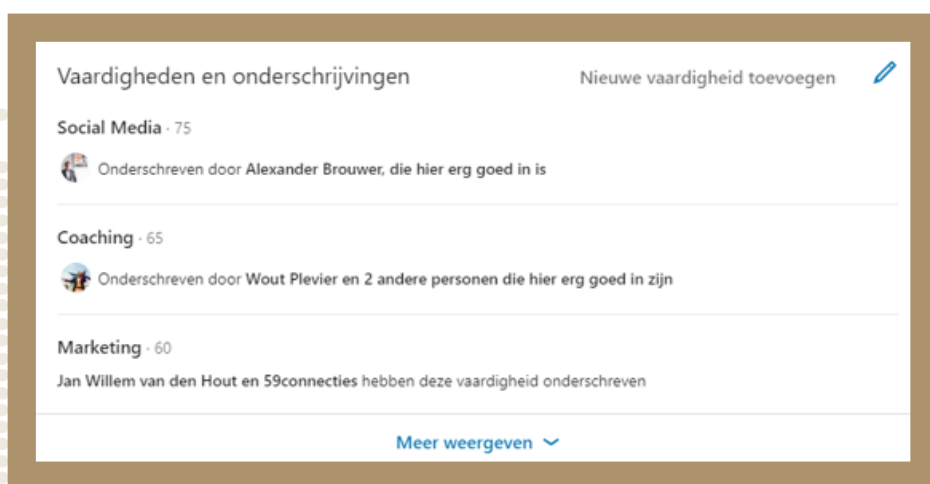 Vaardigheden en onderschrijvingen
Nieuwe vaardigheid toevoegen
Social Media · 75
Onderschreven door Alexander Brouwer, die hier erg goed in is
Coaching · 65
Onderschreven door Wout Plevier en 2 andere personen die hier erg goed in zijn
Marketing · 60
Jan Willem van den Hout en 59connecties hebben deze vaardigheid onderschreven
Meer weergeven